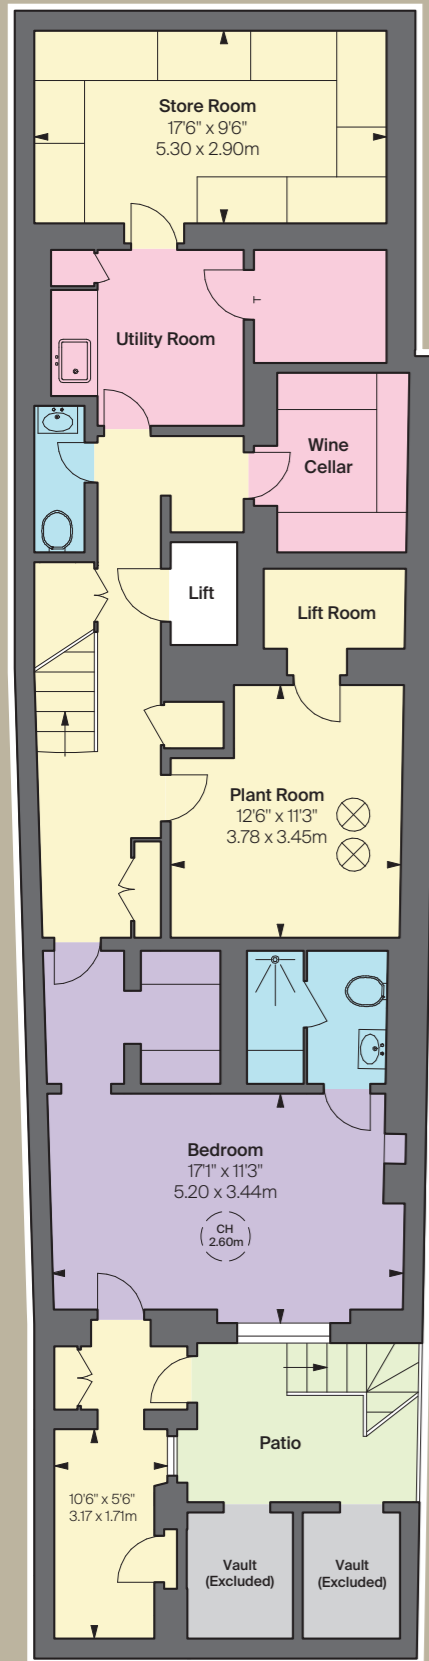 Store Room
17'6" x 9'6"
5.30 x 2.90m
Utility Room
T
Wine
Cellar
Lift
Lift Room
Plant Room
12'6" x 11'3"
3.78 x 3.45m
Bedroom
17'1" x 11'3"
5.20 x 3.44m
CH
2.60m
Patio
10'6" x 5'6"
3.17 x 1.71m
Vault
(Excluded)
Vault
(Excluded)